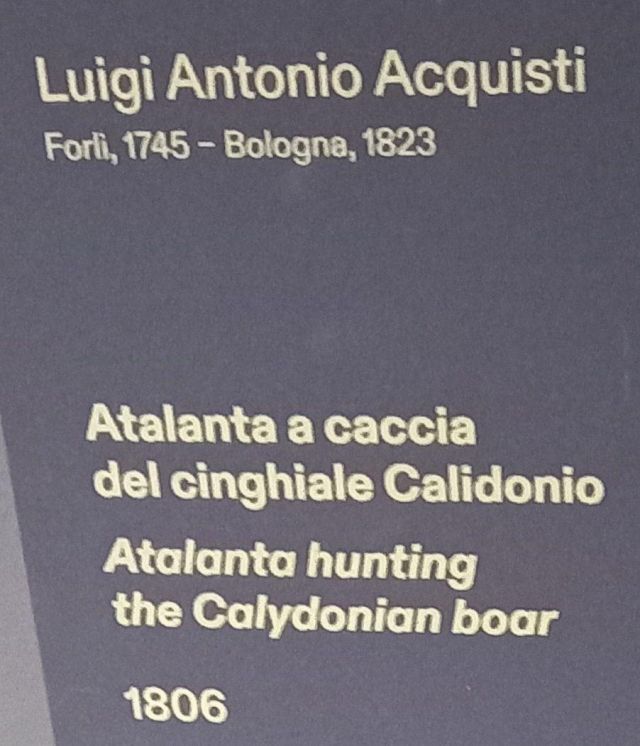 Luigi Antonio Acquisti
Forlì, 1745 – Bologna, 1823
Atalanta a caccia
del cinghiale Calidonio
Atalanta hunting
the Calydonian boar
1806